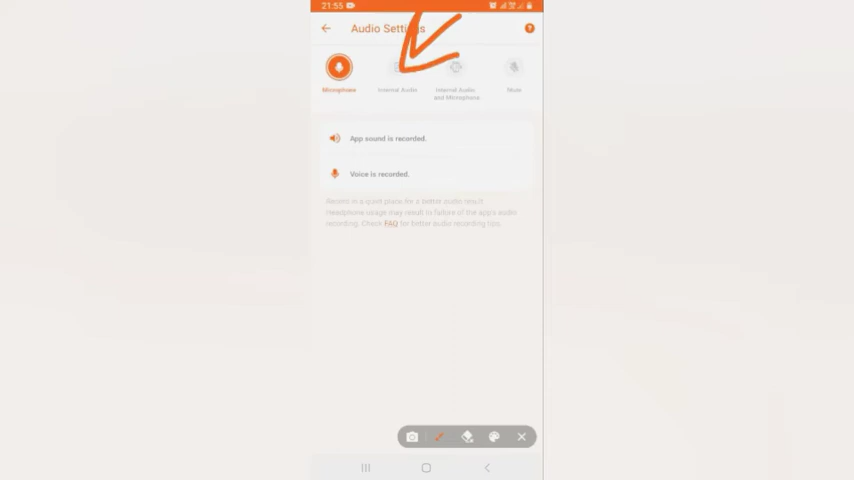 21:55
Audio Settings
Microphone
Internal Audio
Internal Audio
and Microphone
Mute
App sound is recorded.
Voice is recorded.
Record in a quiet place for a better audio result.
Headphone usage may result in failure of the app's audio
recording. Check FAQ for better audio recording tips.